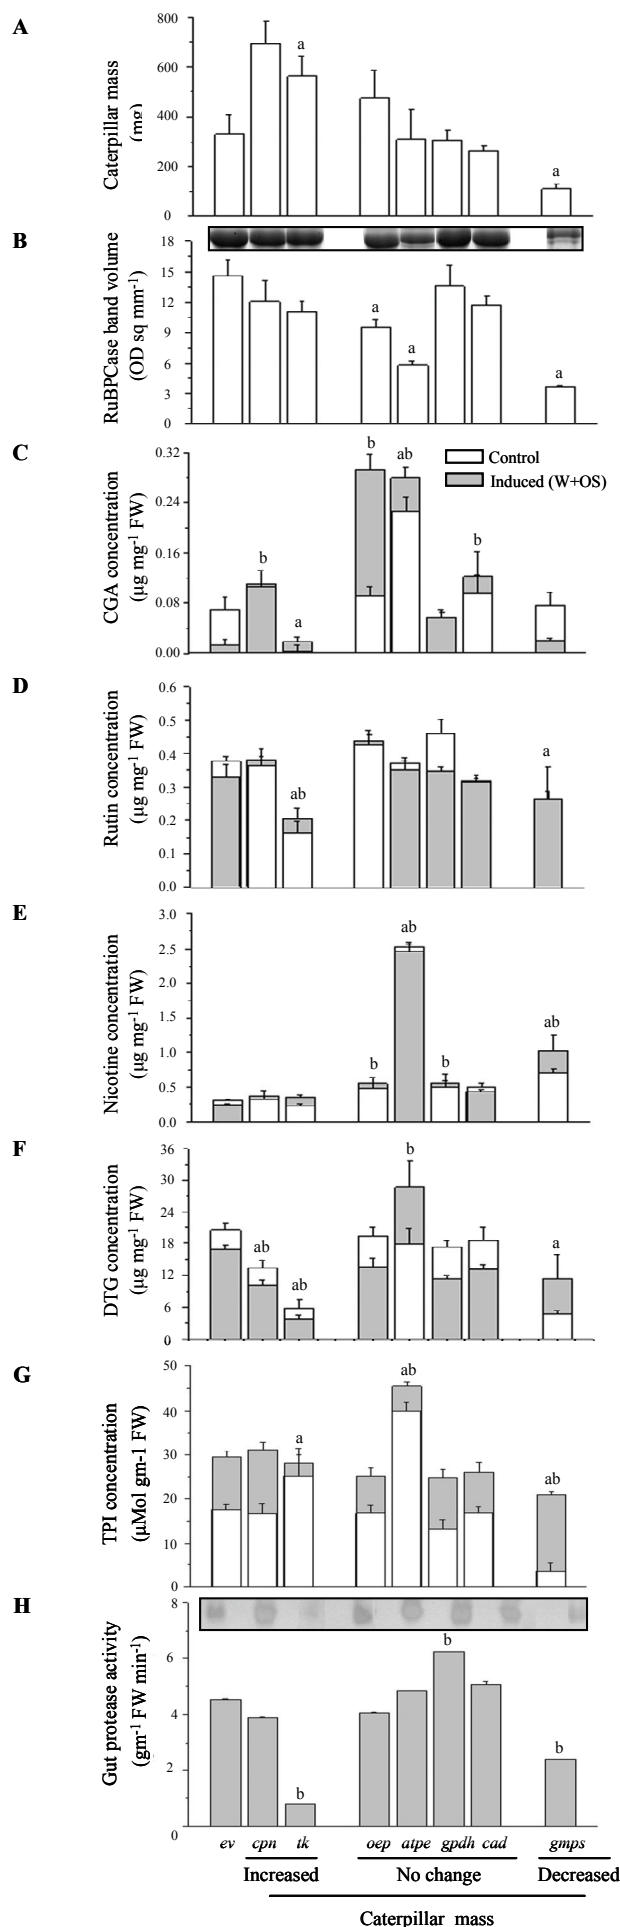 A
Caterpillar mass
(mg)
800
600
400
200
0
a
a
B
RuBPCase band volume
(OD sq mm-1)
18
15
12
9
6
3
0
a
a
a
C
CGA concentration
(µg mg-1 FW)
0.32
0.24
0.16
0.08
0.00
b
a
b
ab
b
Control
Induced (W+OS)
D
Rutin concentration
(µg mg-1 FW)
0.6
0.5
0.4
0.3
0.2
0.1
0.0
ab
a
E
Nicotine concentration
(µg mg-1 FW)
3.0
2.5
2.0
1.5
1.0
0.5
0.0
b
ab
b
ab
F
DTG concentration
(µg mg-1 FW)
36
30
24
18
12
6
0
ab
ab
b
a
G
TPI concentration
(µMol gm-1 FW)
50
40
30
20
10
0
a
ab
ab
H
Gut protease activity
(gm-1 FW min-1)
8
6
4
2
0
b
b
b
ev cpn tk oep atpe gpdh cad gmps
Increased No change Decreased
Caterpillar mass